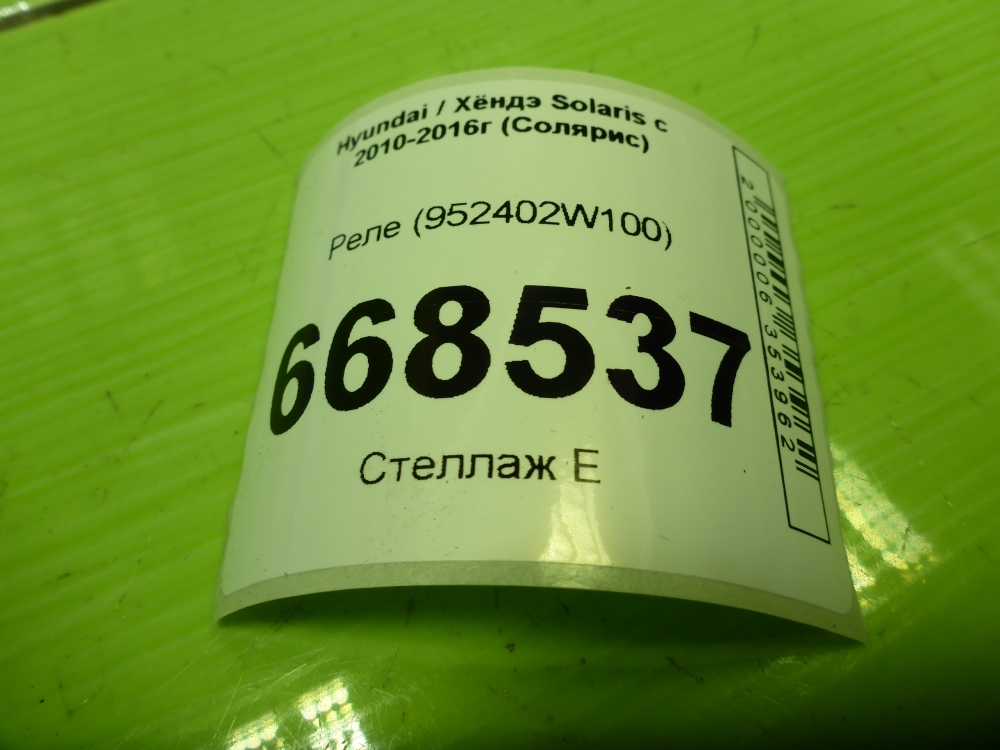 Hyundai / Хёндэ Solaris с
2010-2016г (Солярис)
Реле (952402W100)
668537
Стеллаж Е
2000006353962